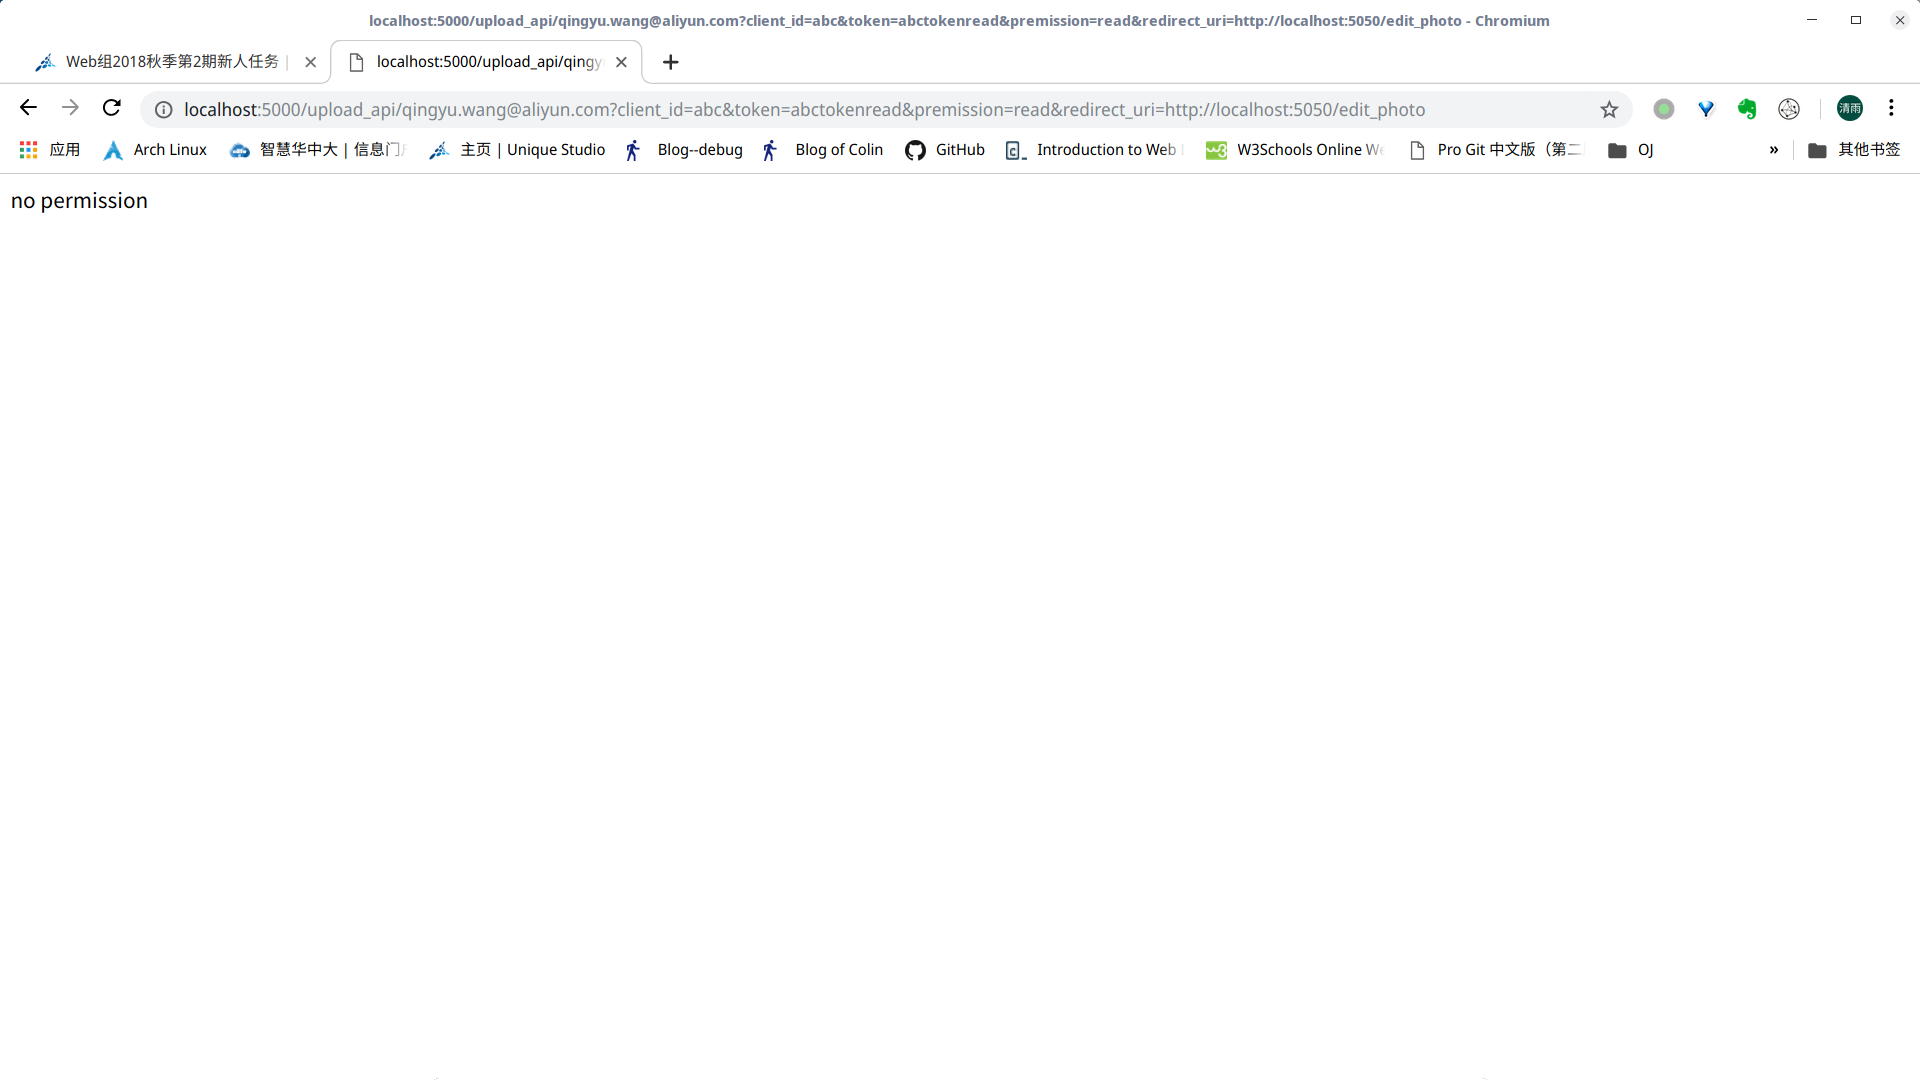 localhost:5000/upload_api/qingyu.wang@aliyun.com?client_id=abc&token=abctokenread&premission=read&redirect_uri=http://localhost:5050/edit_photo - Chromium
Web组2018秋季第2期新人任务 |
localhost:5000/upload_api/qingy
localhost:5000/upload_api/qingyu.wang@aliyun.com?client_id=abc&token=abctokenread&premission=read&redirect_uri=http://localhost:5050/edit_photo
清雨
应用
Arch Linux
智慧华中大 | 信息门户
主页 | Unique Studio
Blog--debug
Blog of Colin
GitHub
Introduction to Web
W3Schools Online We
Pro Git 中文版（第二
OJ
»
其他书签
no permission